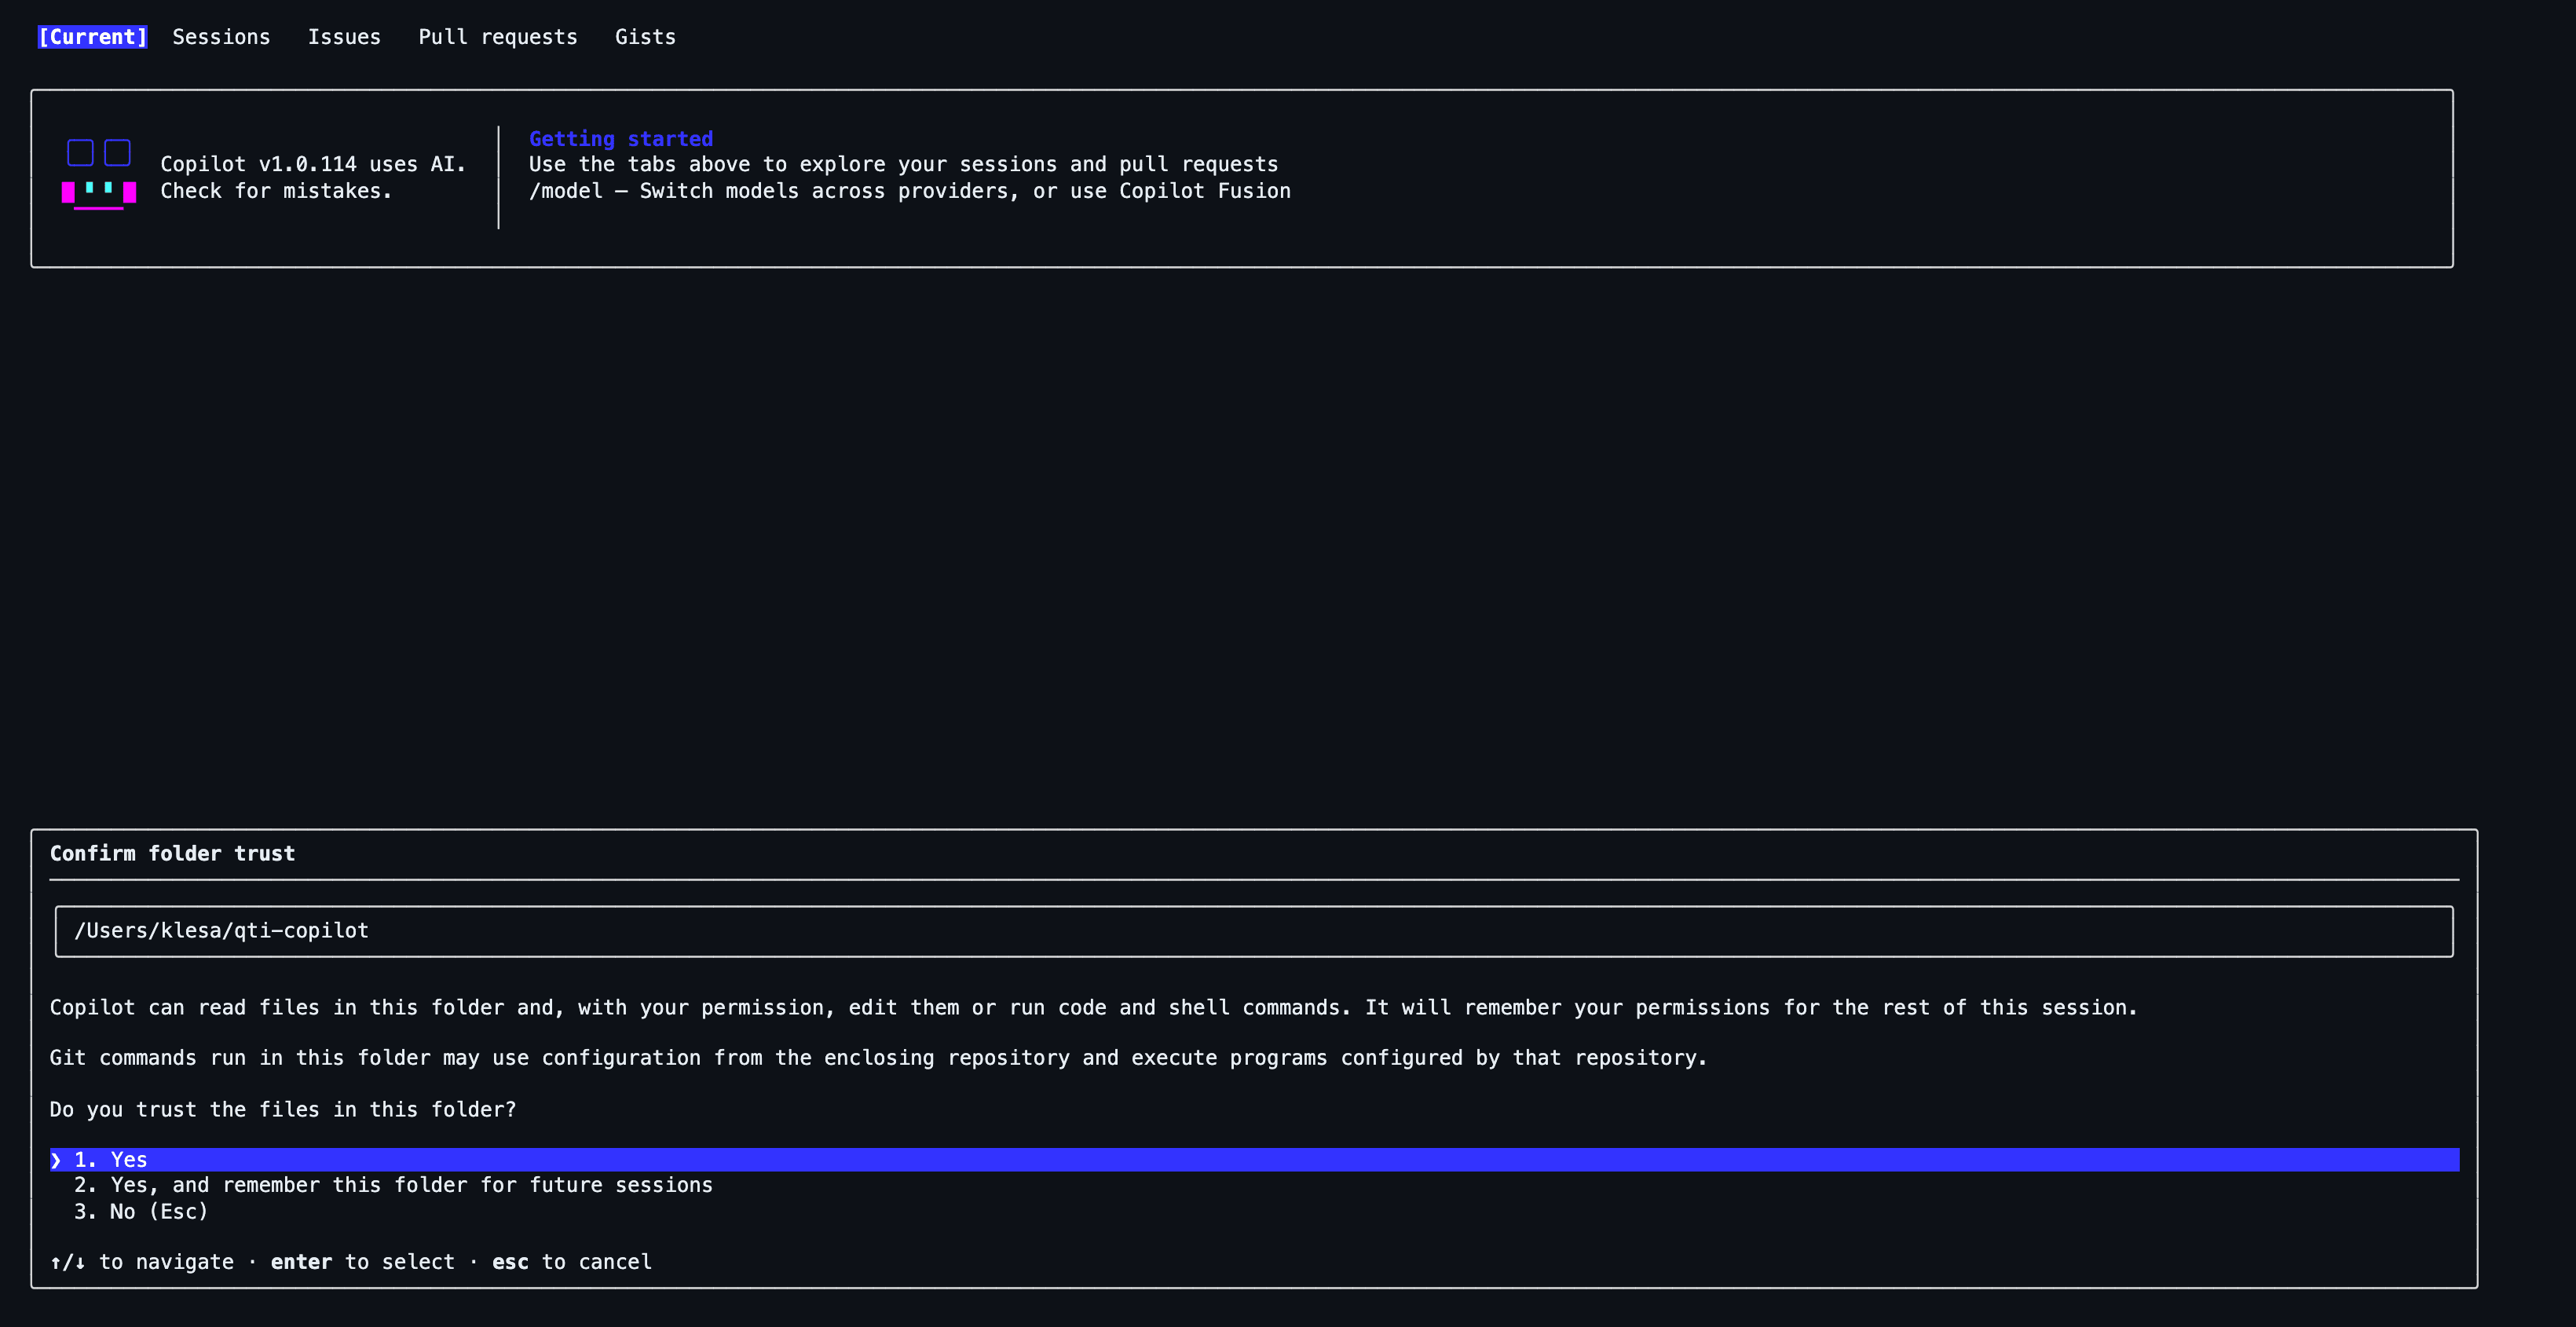 [Current] Sessions Issues Pull requests Gists
Getting started
Copilot v1.0.114 uses AI.
Check for mistakes.
Use the tabs above to explore your sessions and pull requests
/model — Switch models across providers, or use Copilot Fusion
Confirm folder trust
/Users/klesa/qti-copilot
Copilot can read files in this folder and, with your permission, edit them or run code and shell commands. It will remember your permissions for the rest of this session.
Git commands run in this folder may use configuration from the enclosing repository and execute programs configured by that repository.
Do you trust the files in this folder?
❯ 1. Yes
2. Yes, and remember this folder for future sessions
3. No (Esc)
↑/↓ to navigate · enter to select · esc to cancel